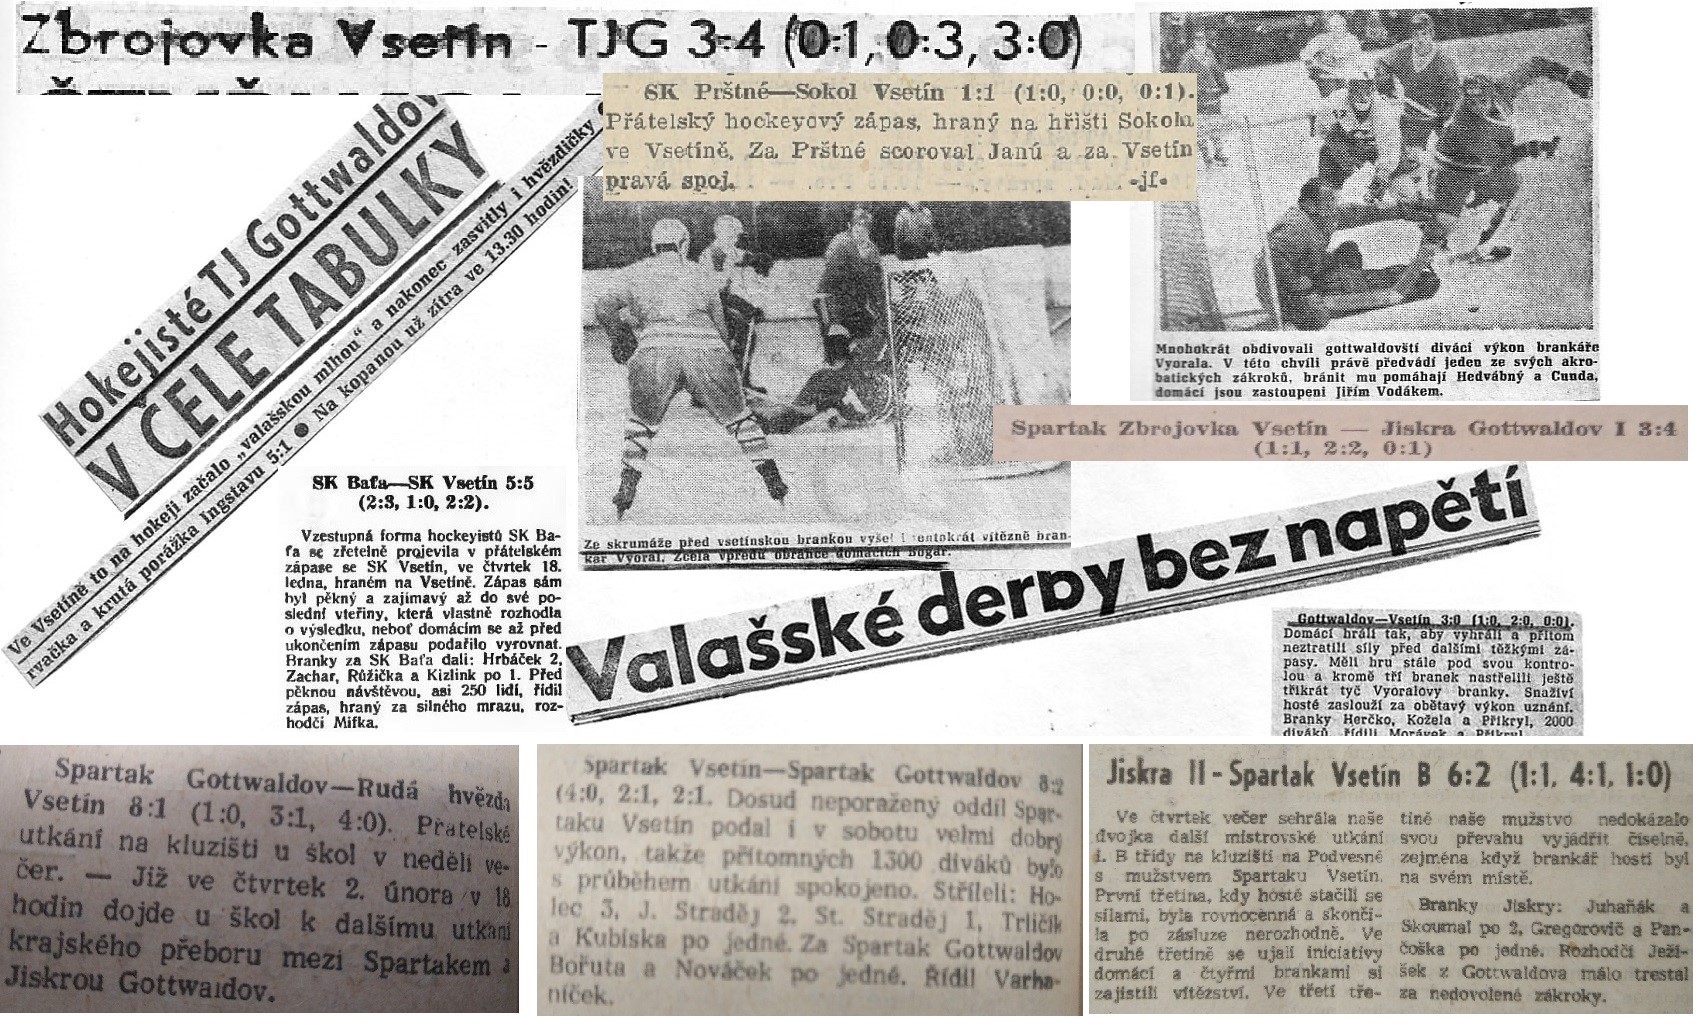 Zbrojovka Vsetín - TJG 3:4 (0:1, 0:3, 3:0)
SK Prštné—Sokol Vsetín 1:1 (1:0, 0:0, 0:1).
Přátelský hockeyový zápas, hraný na hřišti Sokola
ve Vsetíně. Za Prštné scoroval Janú a za Vsetín
pravá spoj. -jf-
Hokejisté TJ Gottwaldov
V ČELE TABULKY
Ve Vsetíně to na hokeji začalo „valašskou mlhou“ a nakonec zasvitly i hvězdičky ●
rvačka a krutá porážka Ingstavu 5:1 ● Na kopanou už zítra ve 13.30 hodin!
Mnohokrát obdivovali gottwaldovští diváci výkon brankáře
Vyorala. V této chvíli právě předvádí jeden ze svých akro-
batických zákroků, bránit mu pomáhají Hedvábný a Cunda,
domácí jsou zastoupeni Jiřím Vodákem.
Spartak Zbrojovka Vsetín — Jiskra Gottwaldov I 3:4
(1:1, 2:2, 0:1)
SK Baťa—SK Vsetín 5:5
(2:3, 1:0, 2:2).
Vzestupná forma hockeyistů SK Ba-
ťa se zřetelně projevila v přátelském
zápase se SK Vsetín, ve čtvrtek 18.
ledna, hraném na Vsetíně. Zápas sám
byl pěkný a zajímavý až do své po-
slední vteřiny, která vlastně rozhodla
o výsledku, neboť domácím se až před
ukončením zápasu podařilo vyrovnat.
Branky za SK Baťa dali: Hrbáček 2,
Zachar, Růžička a Kizlink po 1. Před
pěknou návštěvou, asi 250 lidí, řídil
zápas, hraný za silného mrazu, roz-
hodčí Mifka.
Ze skrumáže před vsetínskou brankou vyšel i tentokrát vítězně bran-
kář Vyoral. Zcela vpředu obránce domácích Bogar.
Valašské derby bez napětí
Gottwaldov—Vsetín 3:0 (1:0, 2:0, 0:0).
Domácí hráli tak, aby vyhráli a přitom
neztratili síly před dalšími těžkými zá-
pasy. Měli hru stále pod svou kontro-
lou a kromě tří branek nastřelili ještě
třikrát tyč Vyoralovy branky. Snaživí
hosté zaslouží za obětavý výkon uznání.
Branky Herčko, Kožela a Přikryl, 2000
diváků, řídili Morávek a Přikryl.
Spartak Gottwaldov—Rudá hvězda
Vsetín 8:1 (1:0, 3:1, 4:0). Přatelské
utkání na kluzišti u škol v neděli ve-
čer. — Již ve čtvrtek 2. února v 18
hodin dojde u škol k dalšímu utkání
krajského přeboru mezi Spartakem a
Jiskrou Gottwaldov.
Spartak Vsetín—Spartak Gottwaldov 8:2
(4:0, 2:1, 2:1. Dosud neporažený oddíl Spar-
taku Vsetín podal i v sobotu velmi dobrý
výkon, takže přítomných 1300 diváků bylo
s průběhem utkání spokojeno. Stříleli: Ho-
lec 3, J. Straděj 2, St. Straděj 1, Trličík
a Kubiska po jedné. Za Spartak Gottwaldov
Bořuta a Nováček po jedné. Řídil Varha-
níček.
Jiskra II - Spartak Vsetín B 6:2 (1:1, 4:1, 1:0)
Ve čtvrtek večer sehrála naše
dvojka další mistrovské utkání
I. B třídy na kluzišti na Podvesné
s mužstvem Spartaku Vsetín.
První třetina, kdy hosté stačili se
silami, byla rovnocenná a skonči-
la po zásluze nerozhodně. Ve
druhé třetině se ujali iniciativy
domácí a čtyřmi brankami si
zajistili vítězství. Ve třetí tře-
tině naše mužstvo nedokázalo
svou převahu vyjádřit číselně,
zejména když brankář hostí byl
na svém místě.
Branky Jiskry: Juhaňák a
Skoumal po 2, Gregorovič a Pan-
čoška po jedné. Rozhodčí Ježí-
šek z Gottwaldova málo trestal
za nedovolené zákroky.